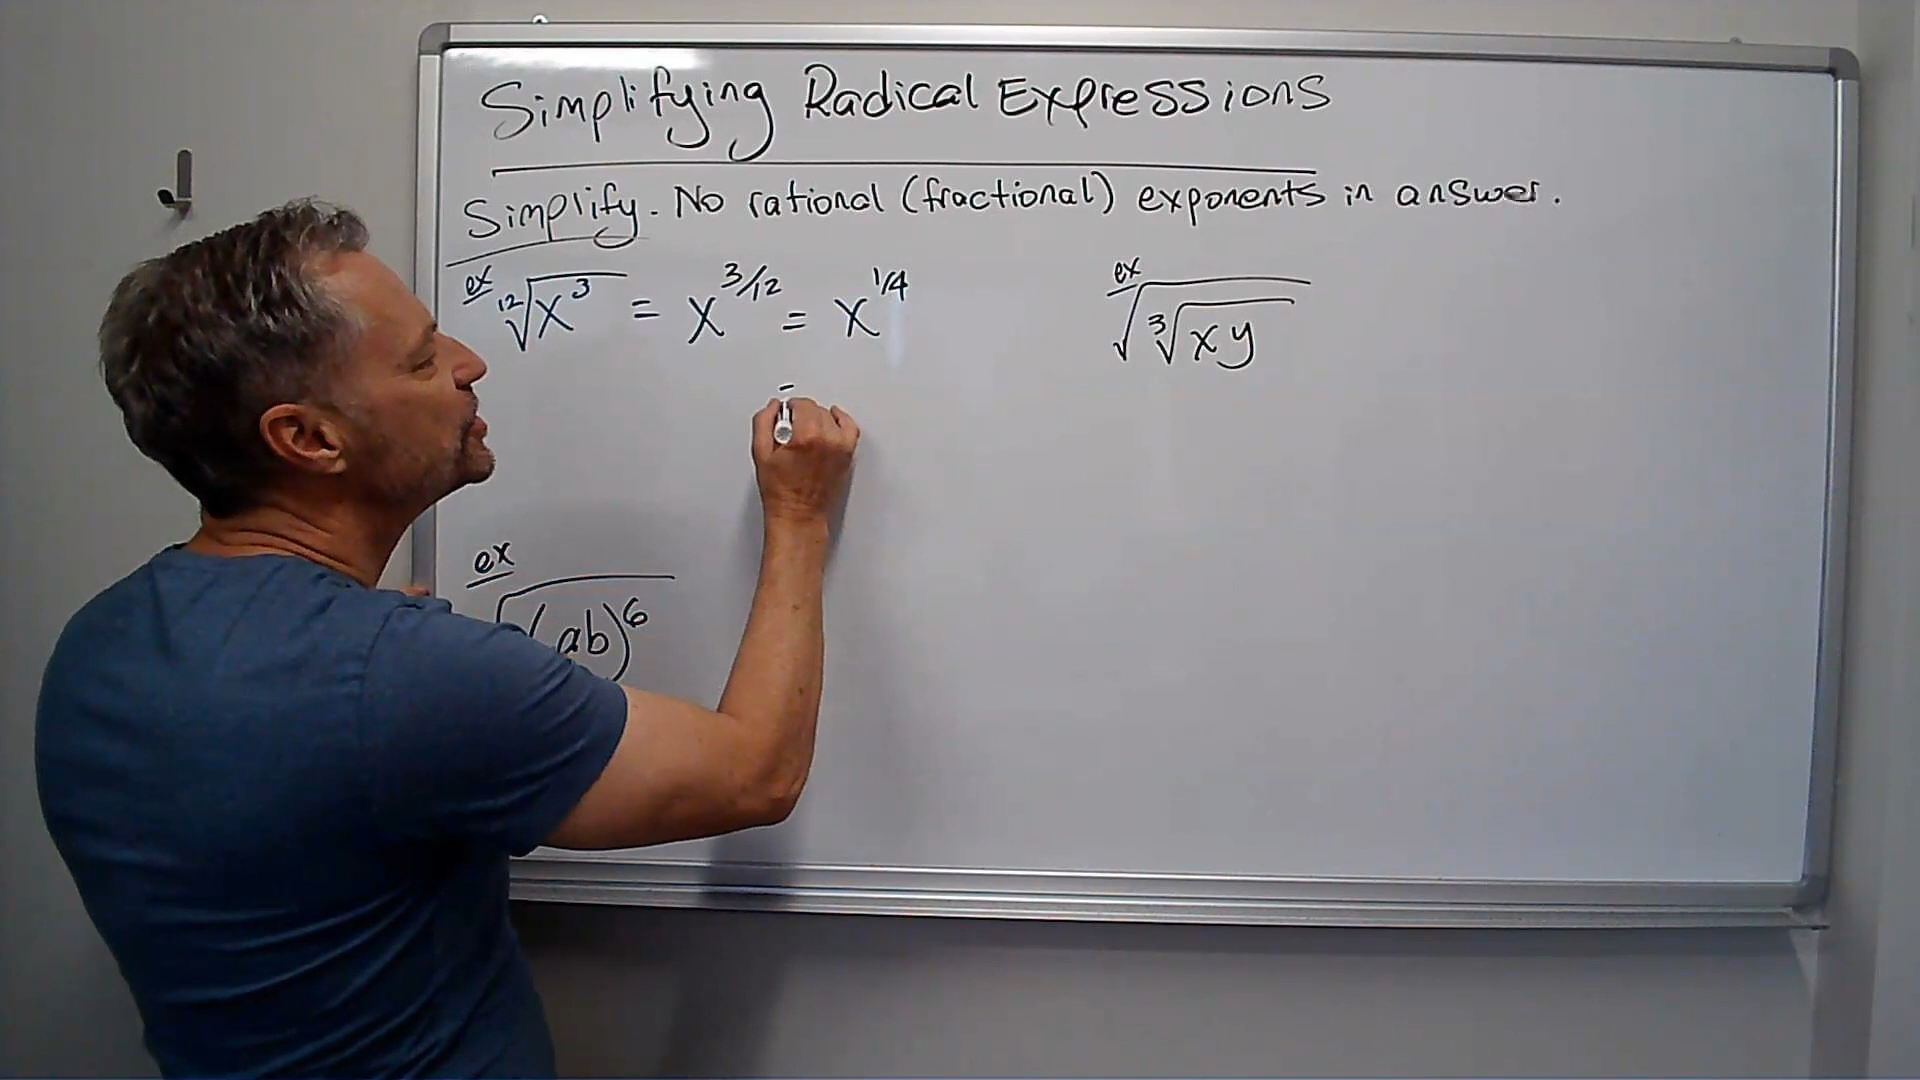 Simplifying Radical Expressions
Simplify. No rational (fractional) exponents in answer.
ex ¹²√x³ = x^3/12 = x^1/4
ex √³√xy
=
ex
√(ab)⁶